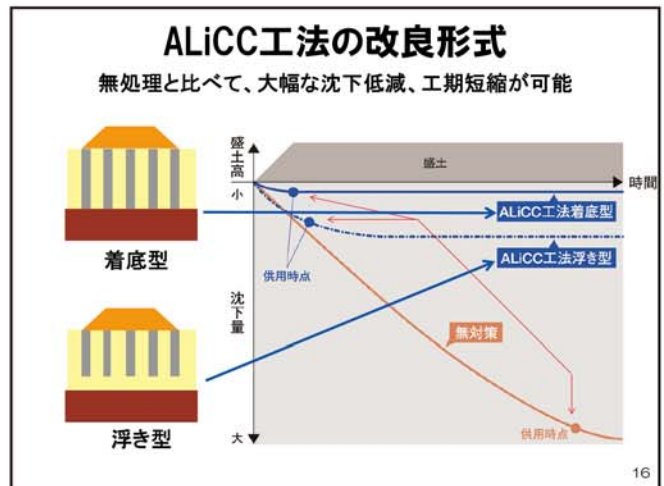 ALiCC工法の改良形式
無処理と比べて、大幅な沈下低減、工期短縮が可能
盛土高
盛土
時間
小
ALiCC工法着底型
着底型
供用時点
ALiCC工法浮き型
沈下量
無対策
浮き型
大
供用時点
16